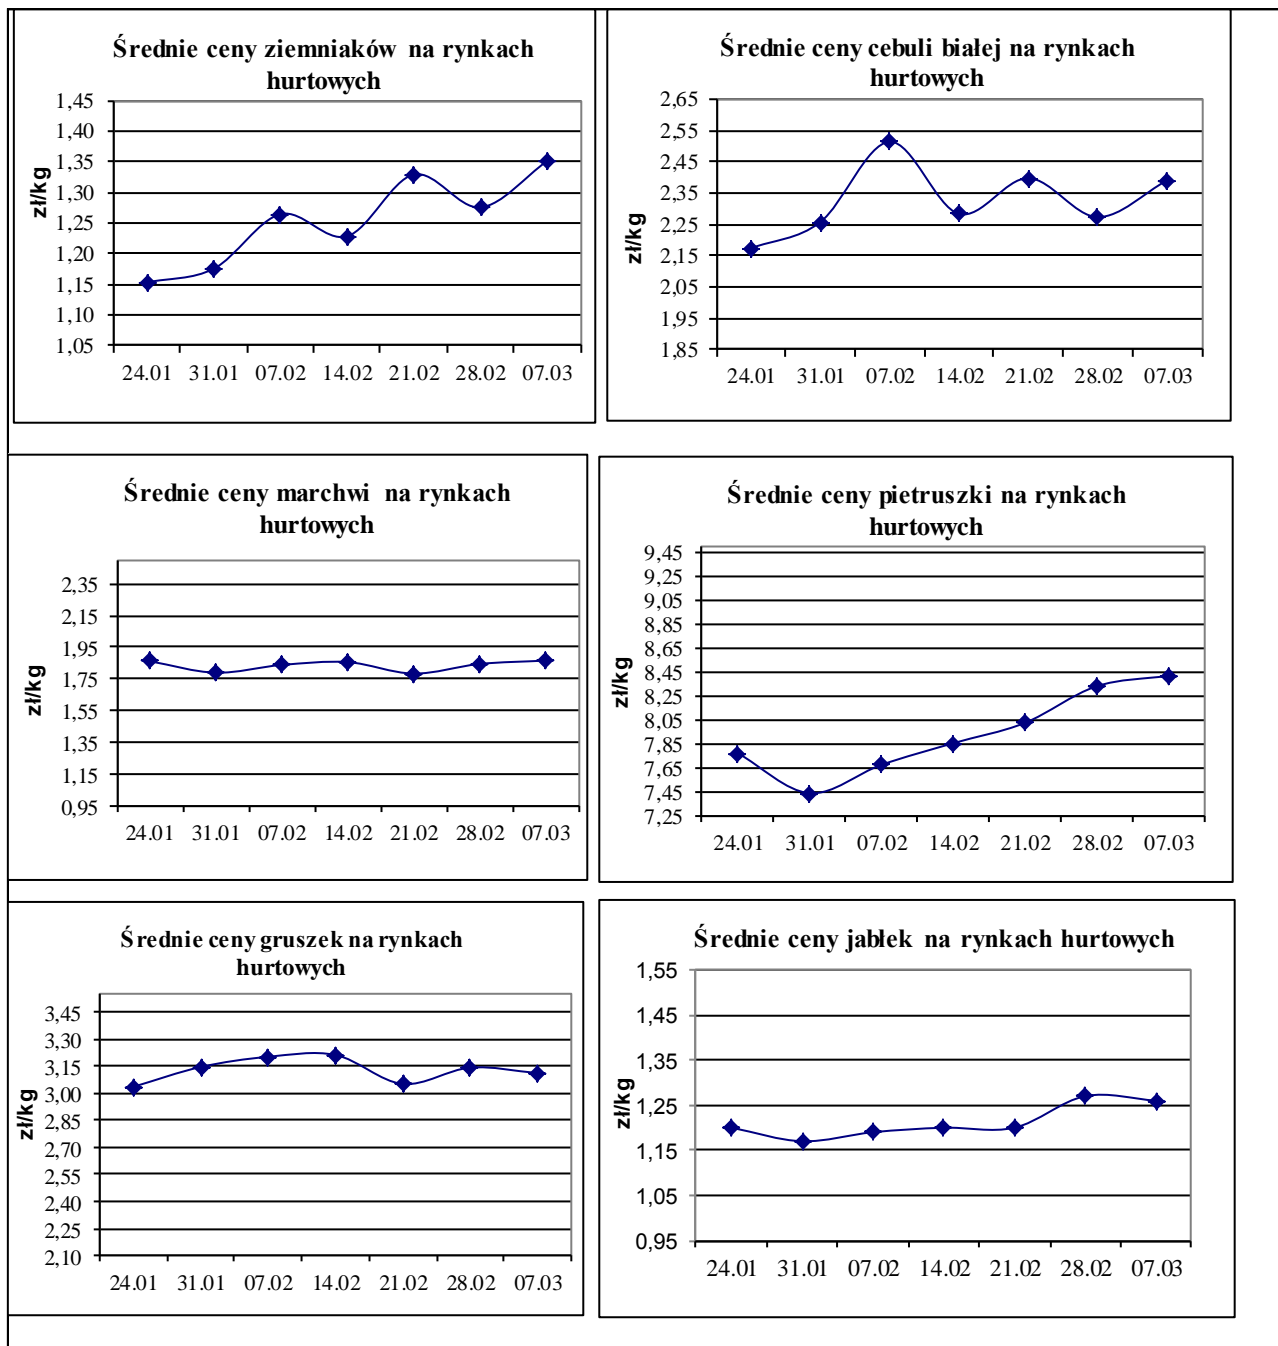 Średnie ceny ziemniaków na rynkach
hurtowych
zł/kg
1,45
1,40
1,35
1,30
1,25
1,20
1,15
1,10
1,05
24.01 31.01 07.02 14.02 21.02 28.02 07.03
Średnie ceny cebuli białej na rynkach
hurtowych
zł/kg
2,65
2,55
2,45
2,35
2,25
2,15
2,05
1,95
1,85
24.01 31.01 07.02 14.02 21.02 28.02 07.03
Średnie ceny marchwi na rynkach
hurtowych
zł/kg
2,35
2,15
1,95
1,75
1,55
1,35
1,15
0,95
24.01 31.01 07.02 14.02 21.02 28.02 07.03
Średnie ceny pietruszki na rynkach
hurtowych
zł/kg
9,45
9,25
9,05
8,85
8,65
8,45
8,25
8,05
7,85
7,65
7,45
7,25
24.01 31.01 07.02 14.02 21.02 28.02 07.03
Średnie ceny gruszek na rynkach
hurtowych
zł/kg
3,45
3,30
3,15
3,00
2,85
2,70
2,55
2,40
2,25
2,10
24.01 31.01 07.02 14.02 21.02 28.02 07.03
Średnie ceny jabłek na rynkach hurtowych
zł/kg
1,55
1,45
1,35
1,25
1,15
1,05
0,95
24.01 31.01 07.02 14.02 21.02 28.02 07.03